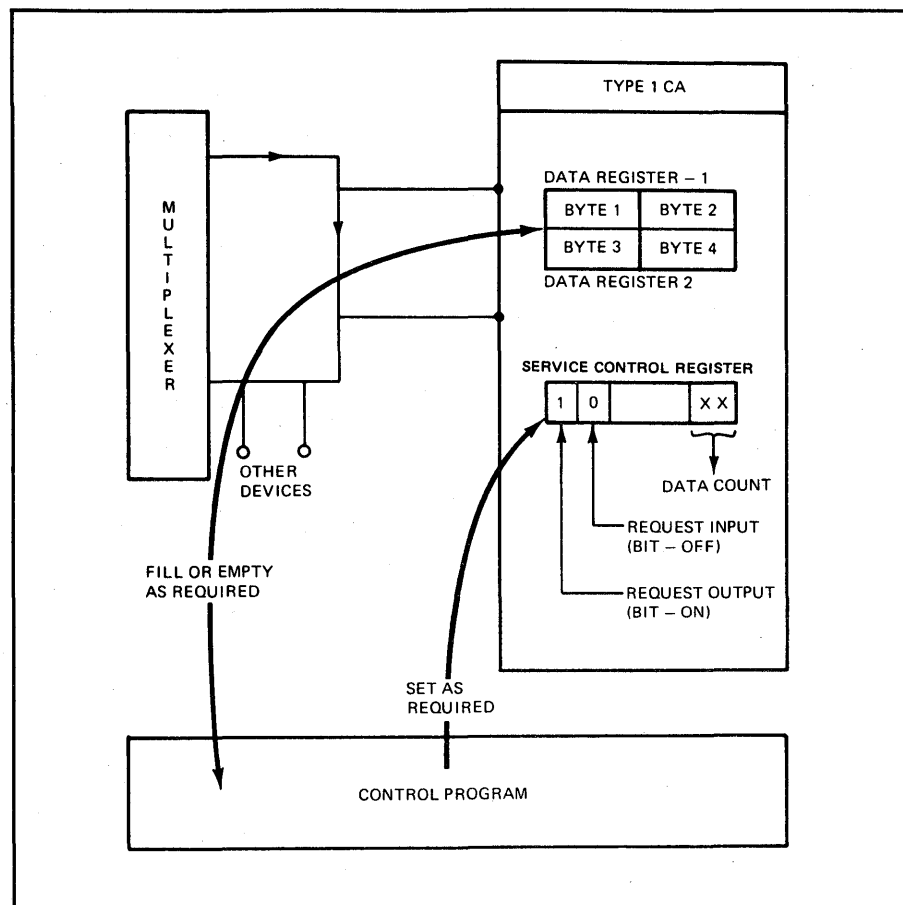 TYPE 1 CA
MULTIPLEXER
DATA REGISTER – 1
BYTE 1 BYTE 2
BYTE 3 BYTE 4
DATA REGISTER 2
SERVICE CONTROL REGISTER
1 0 X X
DATA COUNT
OTHER
DEVICES
REQUEST INPUT
(BIT – OFF)
FILL OR EMPTY
AS REQUIRED
REQUEST OUTPUT
(BIT – ON)
SET AS
REQUIRED
CONTROL PROGRAM